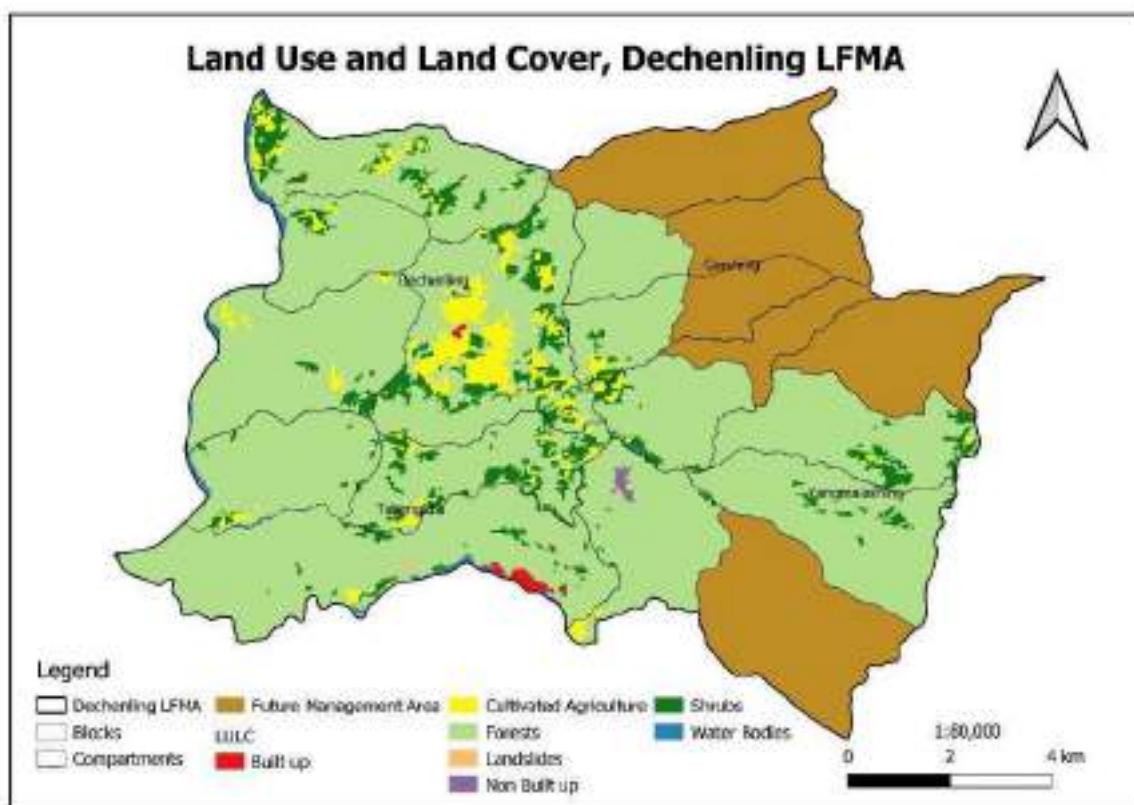 Land Use and Land Cover, Dechenling LFMA
Dechenling
Legend
Dechenling LFMA
Future Management Area
Cultivated Agriculture
Shrubs
Blocks
LULC
Forests
Water Bodies
Compartments
Built up
Landslides
Non Built up
1:80,000
0 2 4 km